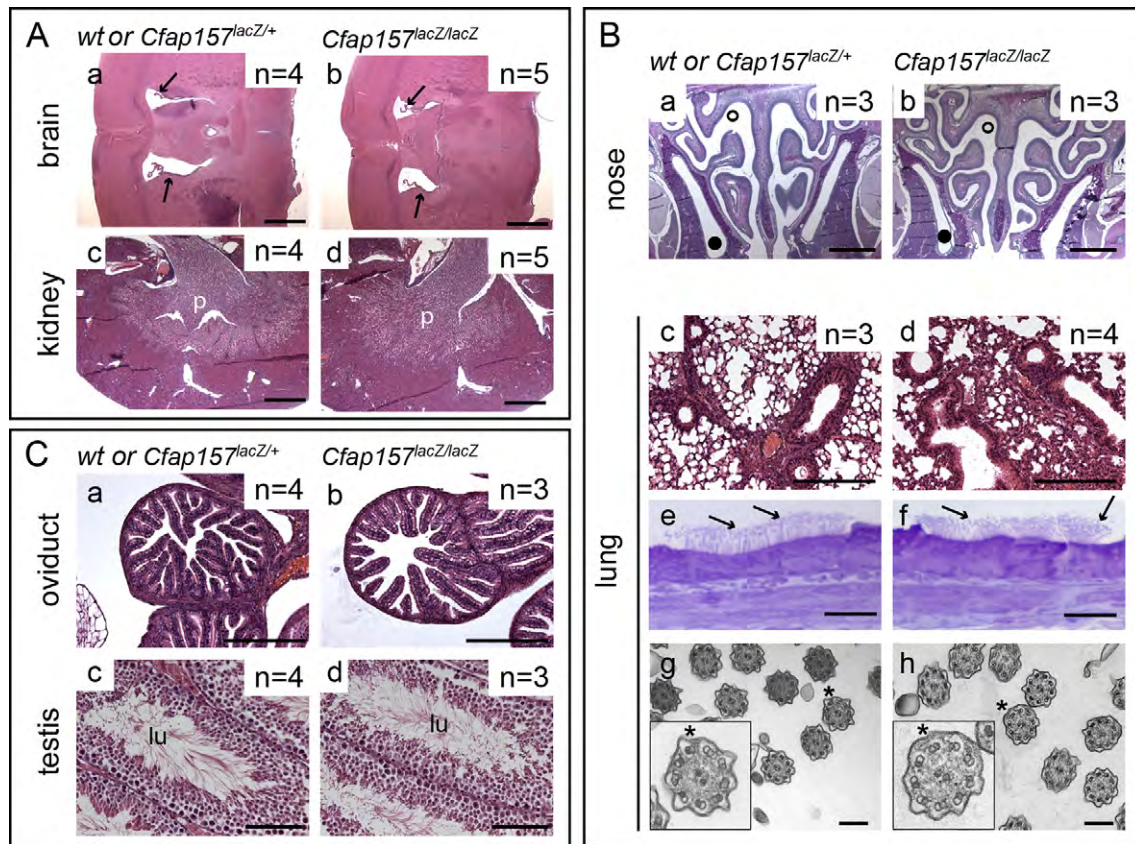 A
wt or Cfap157lacZ/+
Cfap157lacZ/lacZ
a
n=4
b
n=5
brain
c
n=4
d
n=5
kidney
p
p
B
wt or Cfap157lacZ/+
Cfap157lacZ/lacZ
a
n=3
b
n=3
nose
c
n=3
d
n=4
e
f
lung
g
*
*
h
*
*
C
wt or Cfap157lacZ/+
Cfap157lacZ/lacZ
a
n=4
b
n=3
oviduct
c
n=4
d
n=3
testis
lu
lu